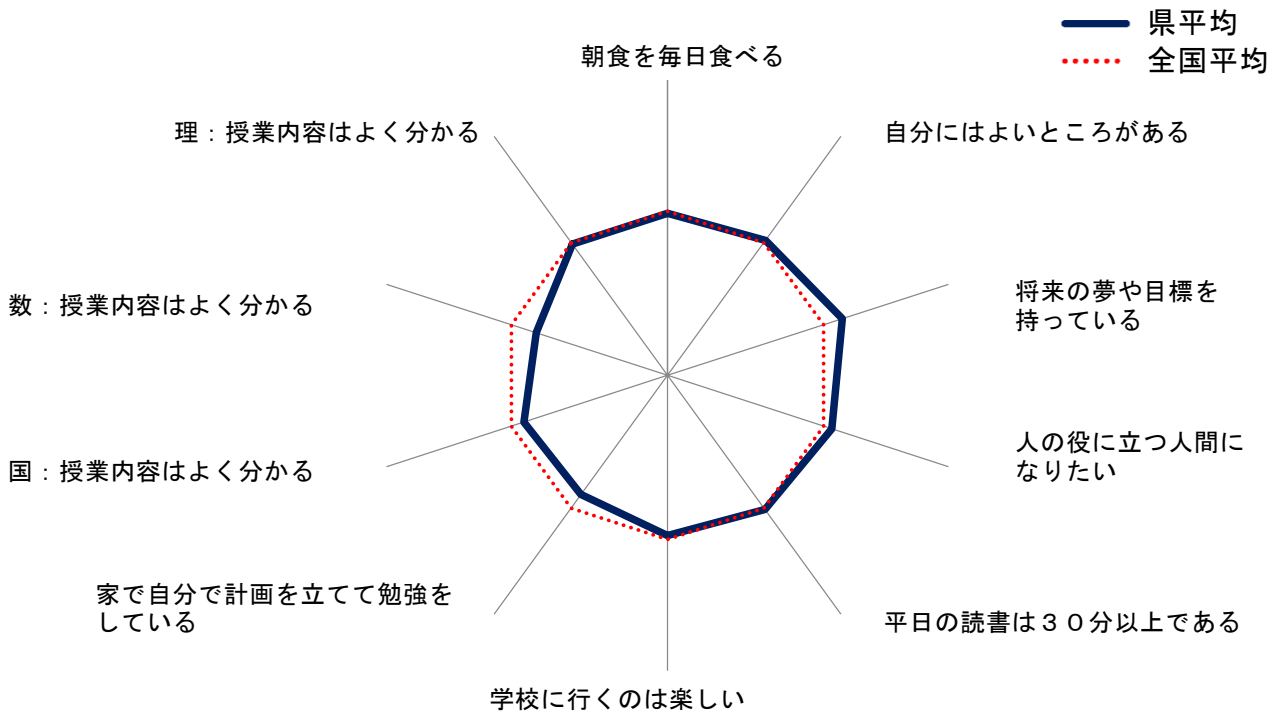 県平均
全国平均
朝食を毎日食べる
理：授業内容はよく分かる
自分にはよいところがある
数：授業内容はよく分かる
将来の夢や目標を
持っている
国：授業内容はよく分かる
人の役に立つ人間に
なりたい
家で自分で計画を立てて勉強を
している
平日の読書は３０分以上である
学校に行くのは楽しい